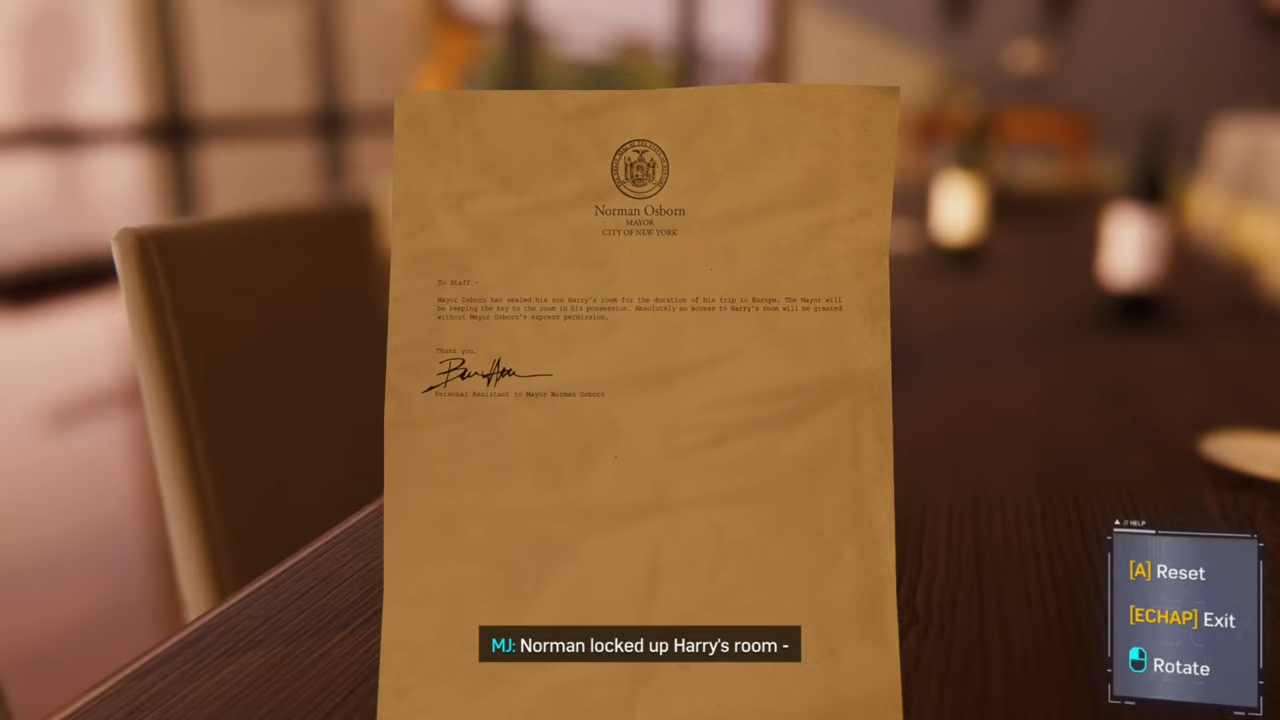 Norman Osborn
MAYOR
CITY OF NEW YORK
To Staff -
Mayor Osborn has sealed his son Harry's room for the duration of his trip to Europe. The Mayor will
be keeping the key to the room in his possession. Absolutely no access to Harry's room will be granted
without Mayor Osborn's express permission.
Thank you,
Personal Assistant to Mayor Norman Osborn
MJ: Norman locked up Harry's room -
▲ // HELP
[A] Reset
[ECHAP] Exit
Rotate